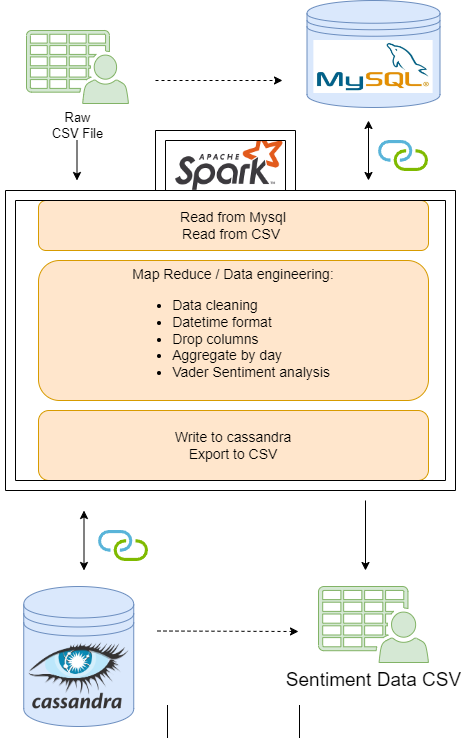 Raw
CSV File
MySQL®
APACHE
Spark™
Read from Mysql
Read from CSV
Map Reduce / Data engineering:
• Data cleaning
• Datetime format
• Drop columns
• Aggregate by day
• Vader Sentiment analysis
Write to cassandra
Export to CSV
cassandra
Sentiment Data CSV